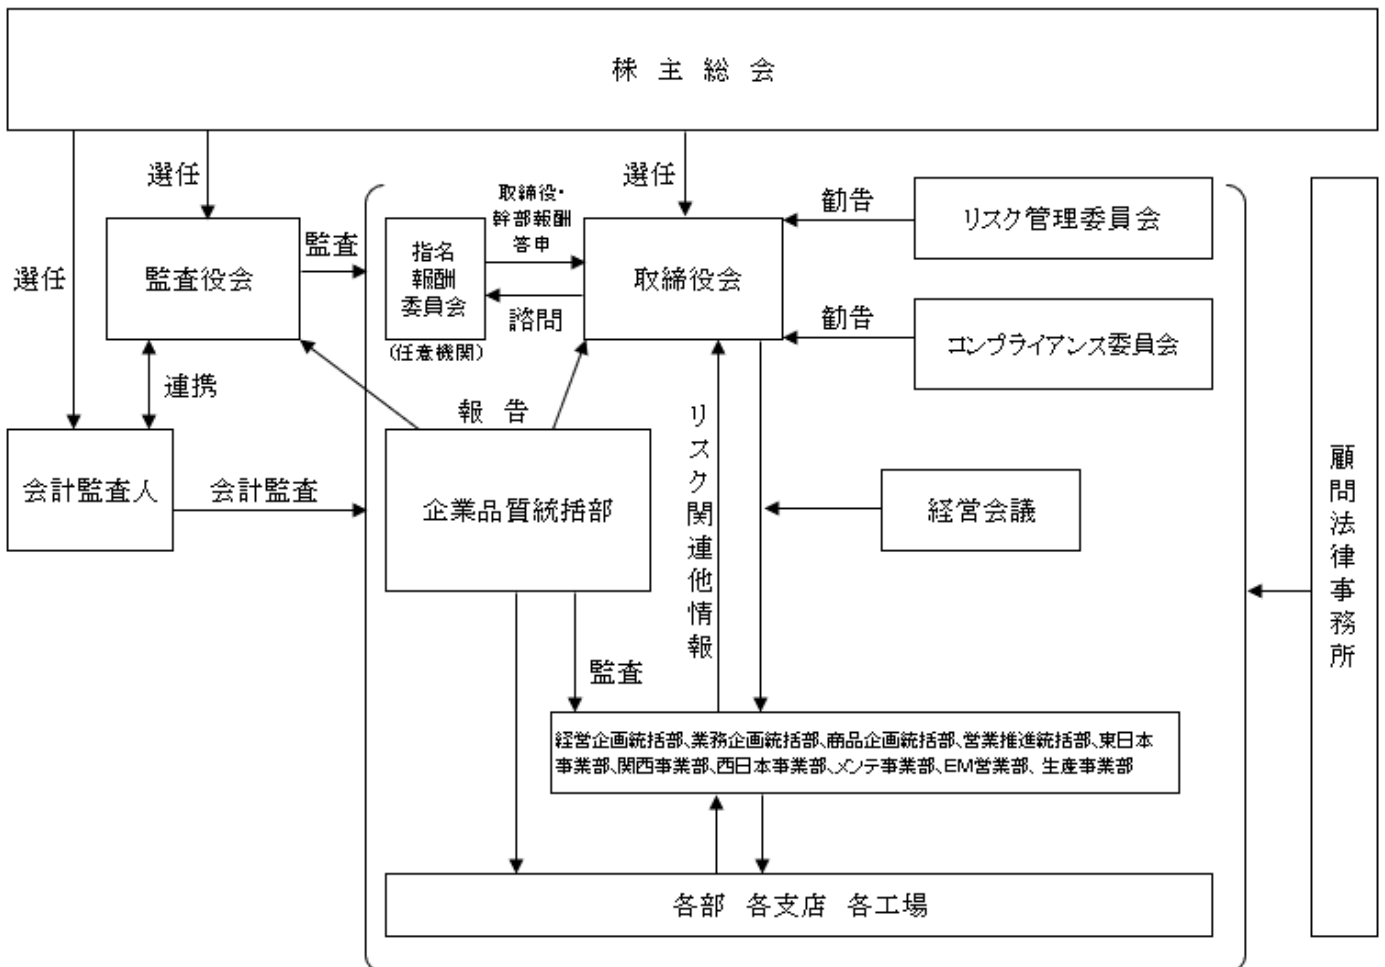 株 主 総 会
選任
選任
選任
取締役・
幹部報酬
答申
勧告
リスク管理委員会
監査役会
監査
指名
報酬
委員会
(任意機関)
諮問
取締役会
勧告
コンプライアンス委員会
連携
報 告
会計監査人
会計監査
企業品質統括部
リスク関連他情報
経営会議
顧問法律事務所
監査
経営企画統括部、業務企画統括部、商品企画統括部、営業推進統括部、東日本
事業部、関西事業部、西日本事業部、メンテ事業部、EM営業部、 生産事業部
各部 各支店 各工場